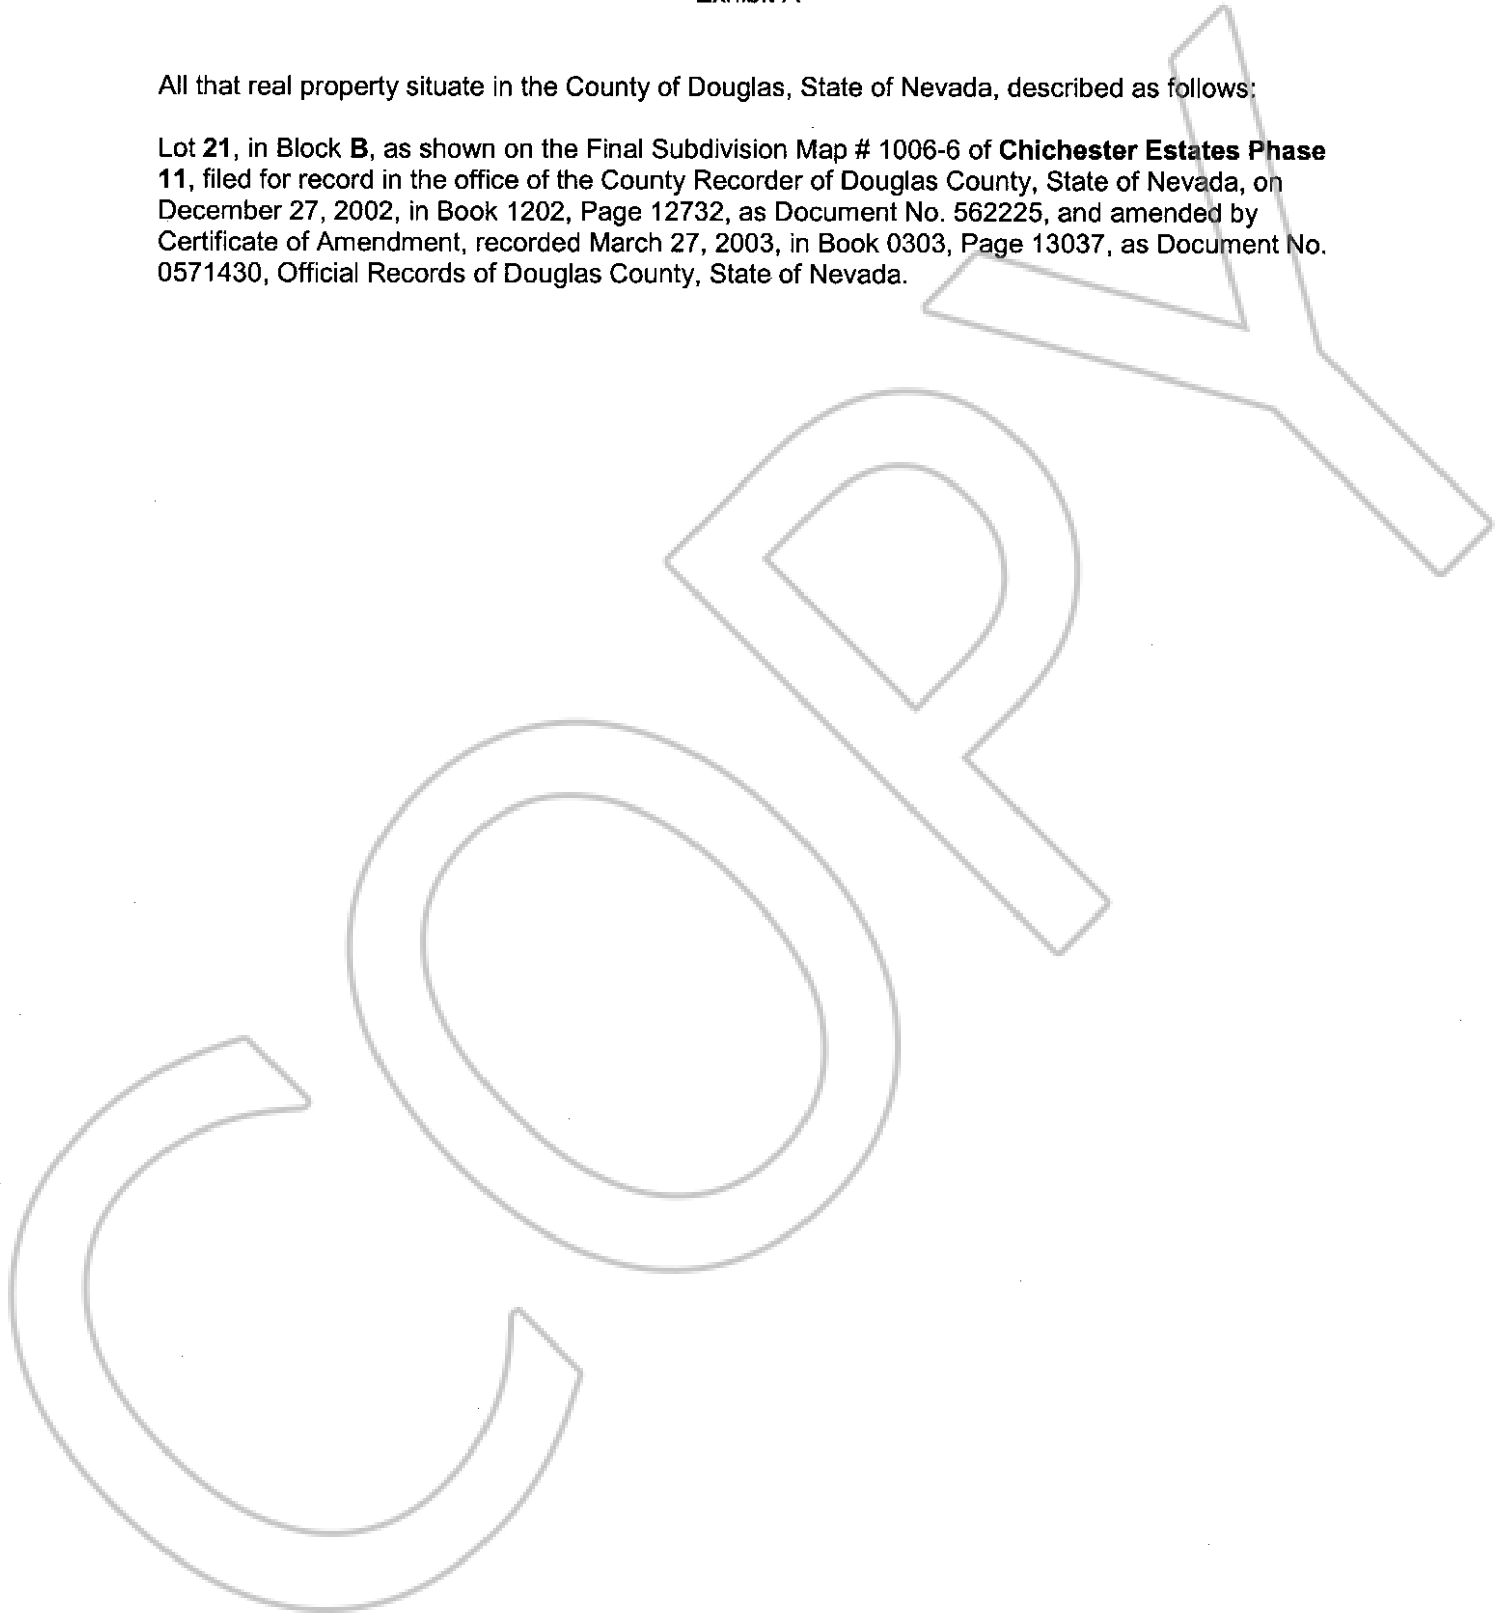 All that real property situate in the County of Douglas, State of Nevada, described as follows:
Lot 21, in Block B, as shown on the Final Subdivision Map # 1006-6 of Chichester Estates Phase
11, filed for record in the office of the County Recorder of Douglas County, State of Nevada, on
December 27, 2002, in Book 1202, Page 12732, as Document No. 562225, and amended by
Certificate of Amendment, recorded March 27, 2003, in Book 0303, Page 13037, as Document No.
0571430, Official Records of Douglas County, State of Nevada.
COPY